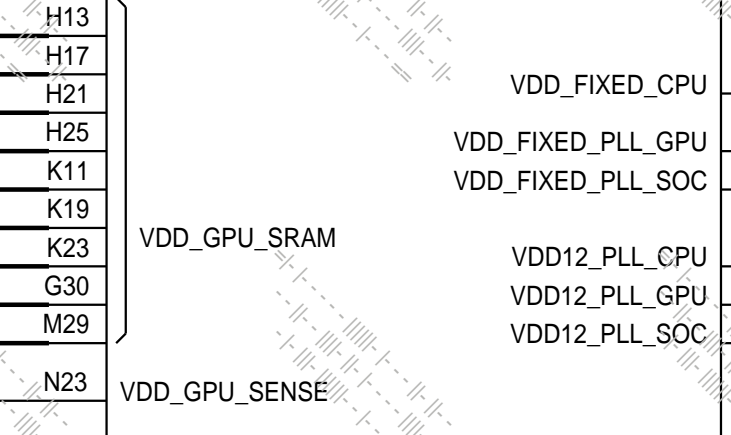 H13
H17
H21
H25
K11
K19
K23
G30
M29
VDD_GPU_SRAM
N23
VDD_GPU_SENSE
VDD_FIXED_CPU
VDD_FIXED_PLL_GPU
VDD_FIXED_PLL_SOC
VDD12_PLL_CPU
VDD12_PLL_GPU
VDD12_PLL_SOC